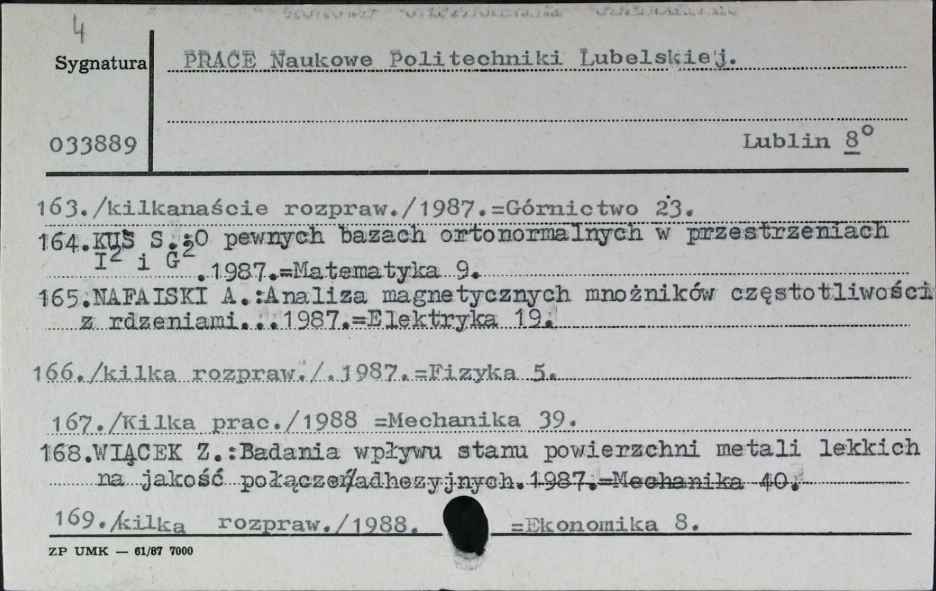 4
Sygnatura
PRACE Naukowe Politechniki Lubelskiej.
033889
Lublin 8°
163./kilkanaście rozpraw./1987.=Górnictwo 23.
164.KUŚ S.:O pewnych bazach ortonormalnych w przestrzeniach
I² i G².1987.=Matematyka 9.
165.NAFALSKI A.:Analiza magnetycznych mnożników częstotliwości
z rdzeniami...1987.=Elektryka 19.
166./kilka rozpraw./.1987.=Fizyka 5.
167./Kilka prac./1988 =Mechanika 39.
168.WIĄCEK Z.:Badania wpływu stanu powierzchni metali lekkich
na jakość połączeń/adhezyjnych.1987.=Mechanika 40.
169./kilka rozpraw./1988. =Ekonomika 8.
ZP UMK — 61/87 7000